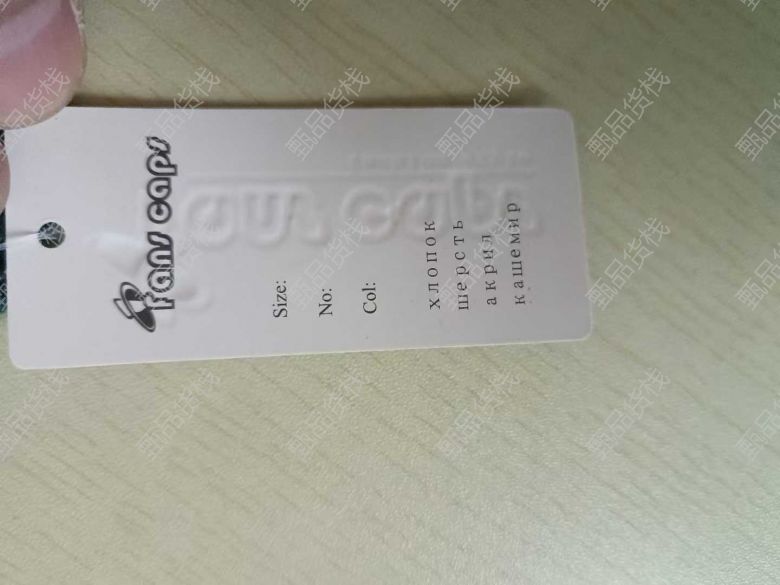 fans caps
Size:
No:
Col:
хлопок
шерсть
акрил
кашемир
甄品货栈